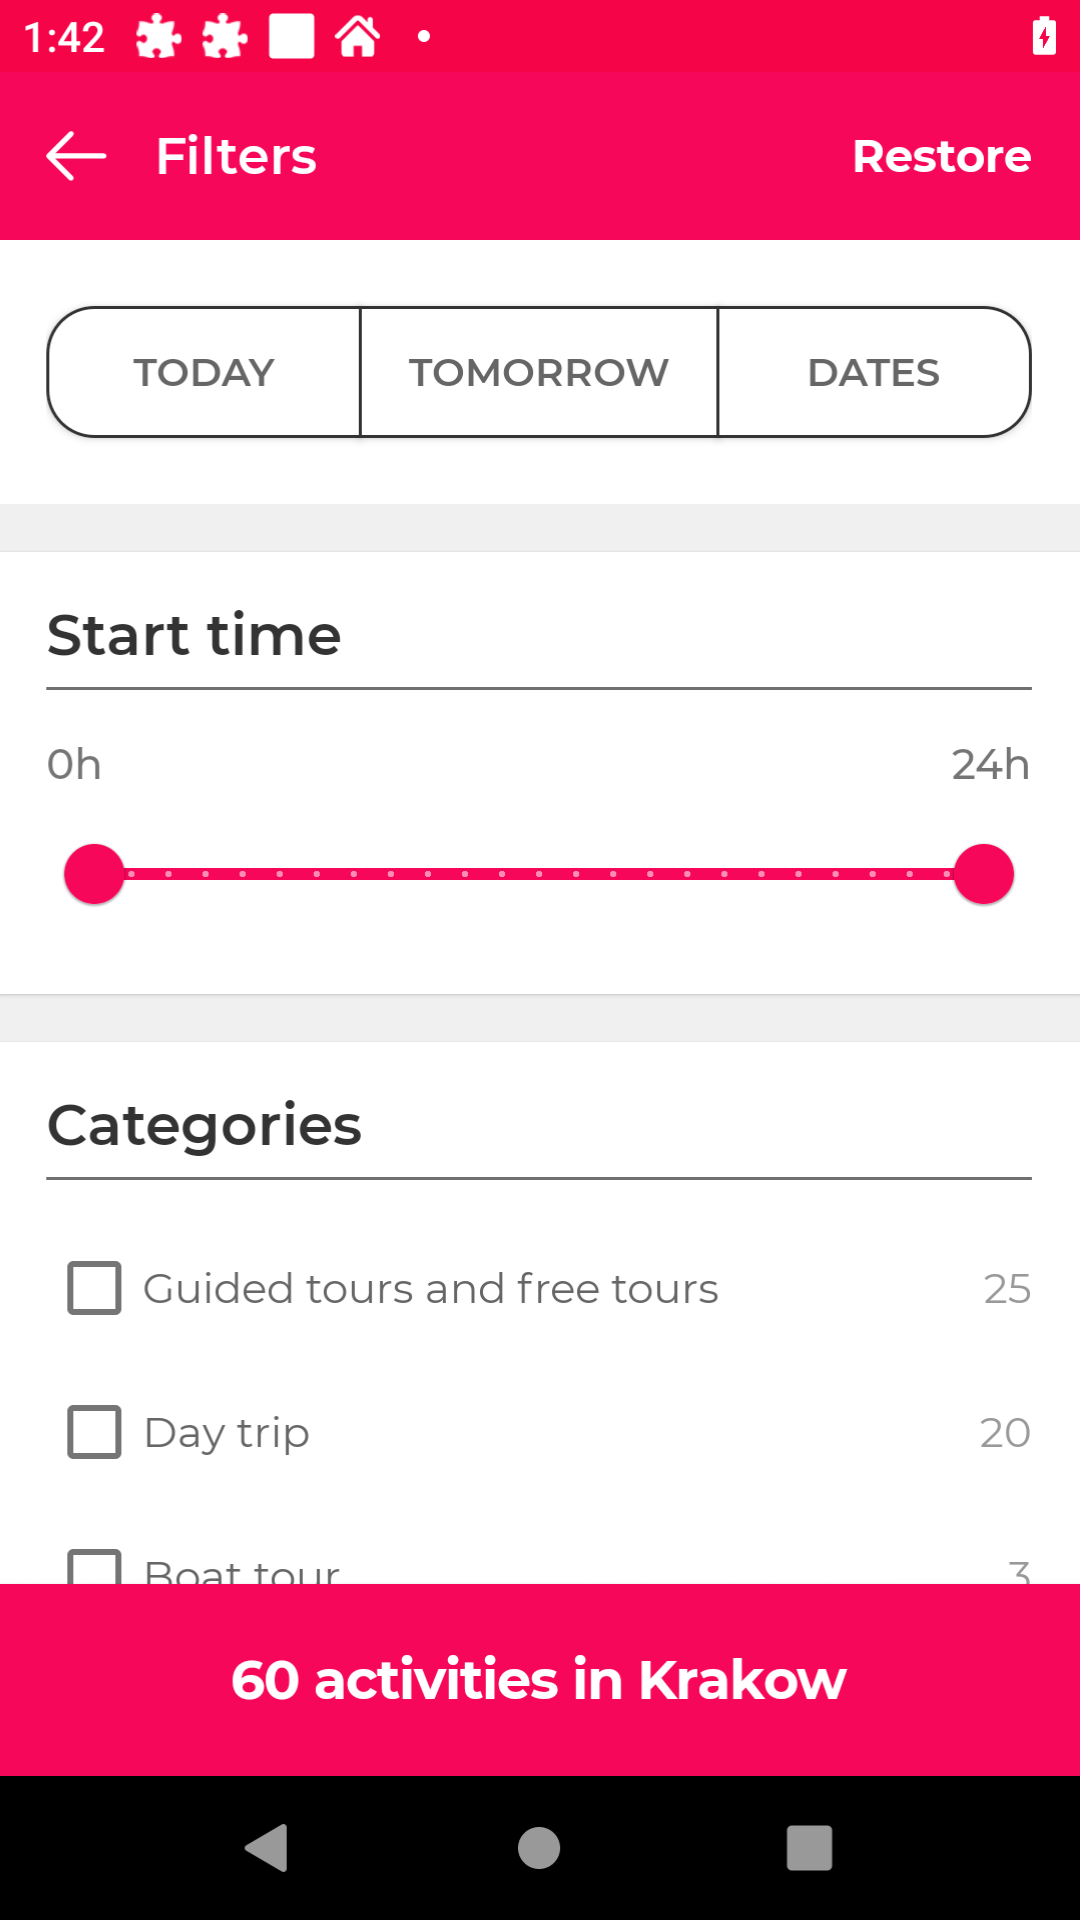 1:42
Filters
Restore
TODAY
TOMORROW
DATES
Start time
0h
24h
Categories
Guided tours and free tours
25
Day trip
20
Boat tour
3
60 activities in Krakow